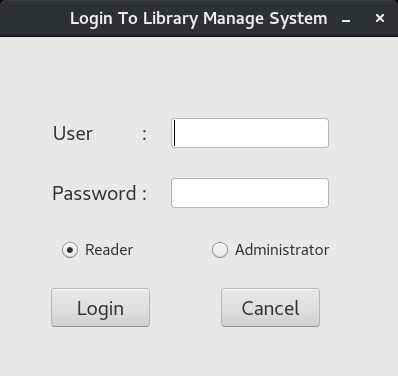 Login To Library Manage System
User :
Password :
Reader Administrator
Login Cancel